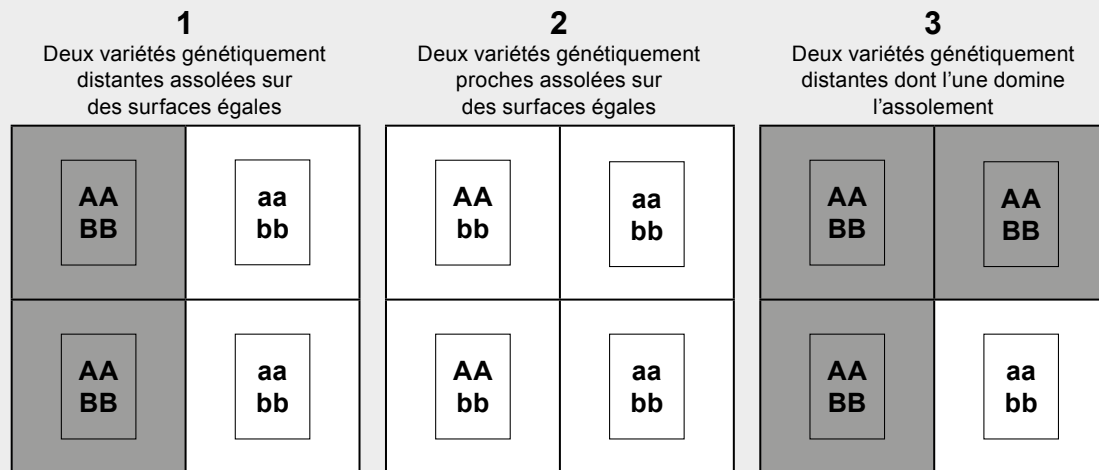 1
Deux variétés génétiquement
distantes assolées sur
des surfaces égales
AA
BB
aa
bb
AA
BB
aa
bb
2
Deux variétés génétiquement
proches assolées sur
des surfaces égales
AA
bb
aa
bb
AA
bb
aa
bb
3
Deux variétés génétiquement
distantes dont l'une domine
l'assolement
AA
BB
AA
BB
AA
BB
aa
bb